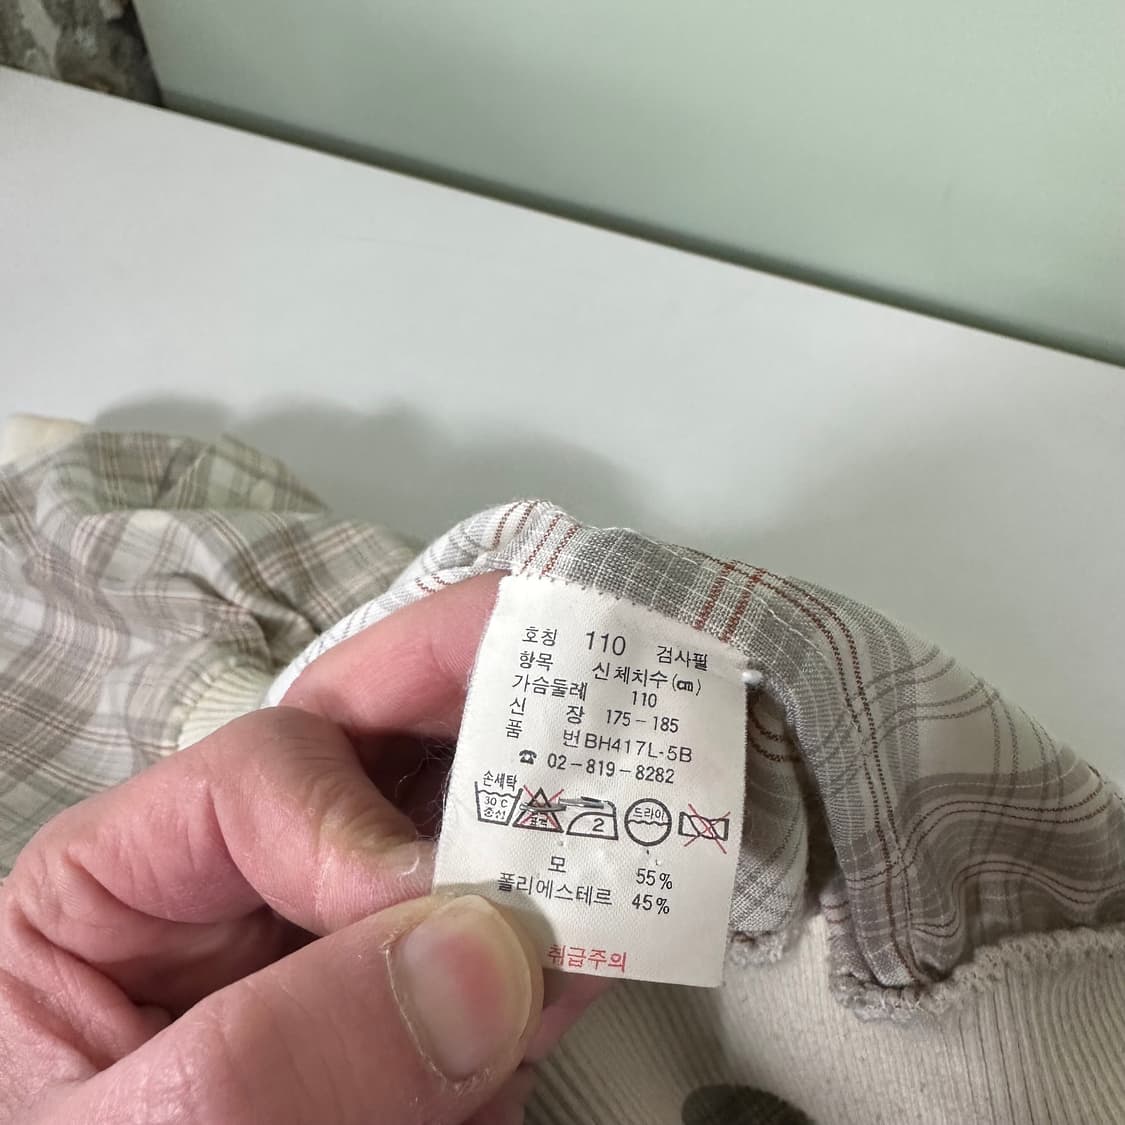 호칭 110 검사필
항목 신체치수(㎝)
가슴둘레 110
신 장 175-185
품 번 BH417L-5B
☎ 02-819-8282
손세탁
30℃
중성
2
드라이
모 55%
폴리에스테르 45%
취급주의